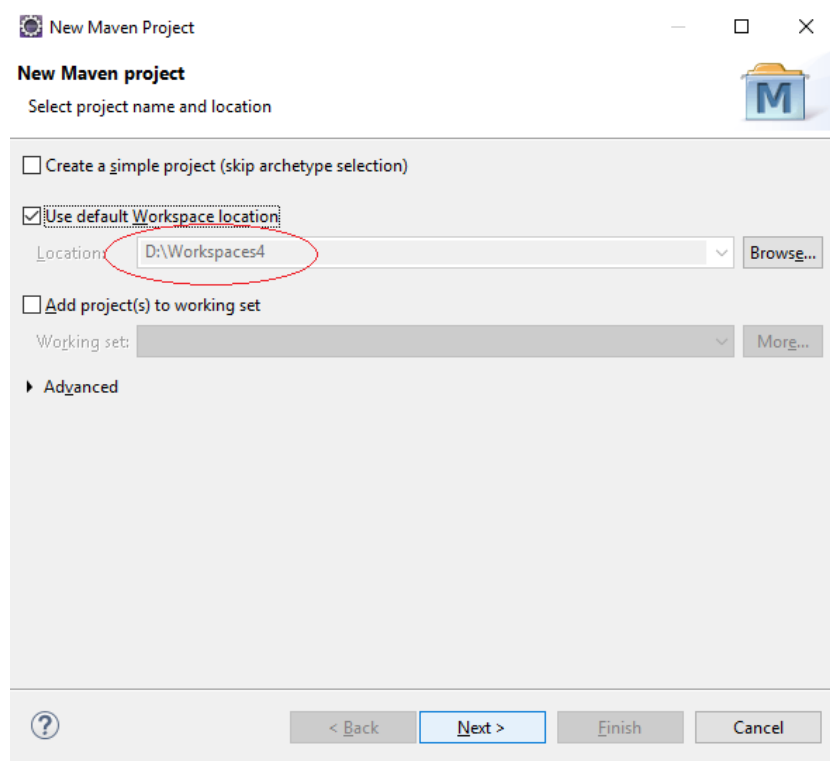 New Maven Project
New Maven project
Select project name and location
M
Create a simple project (skip archetype selection)
Use default Workspace location
Location: D:\Workspaces4 Browse...
Add project(s) to working set
Working set: More...
Advanced
? < Back Next > Finish Cancel